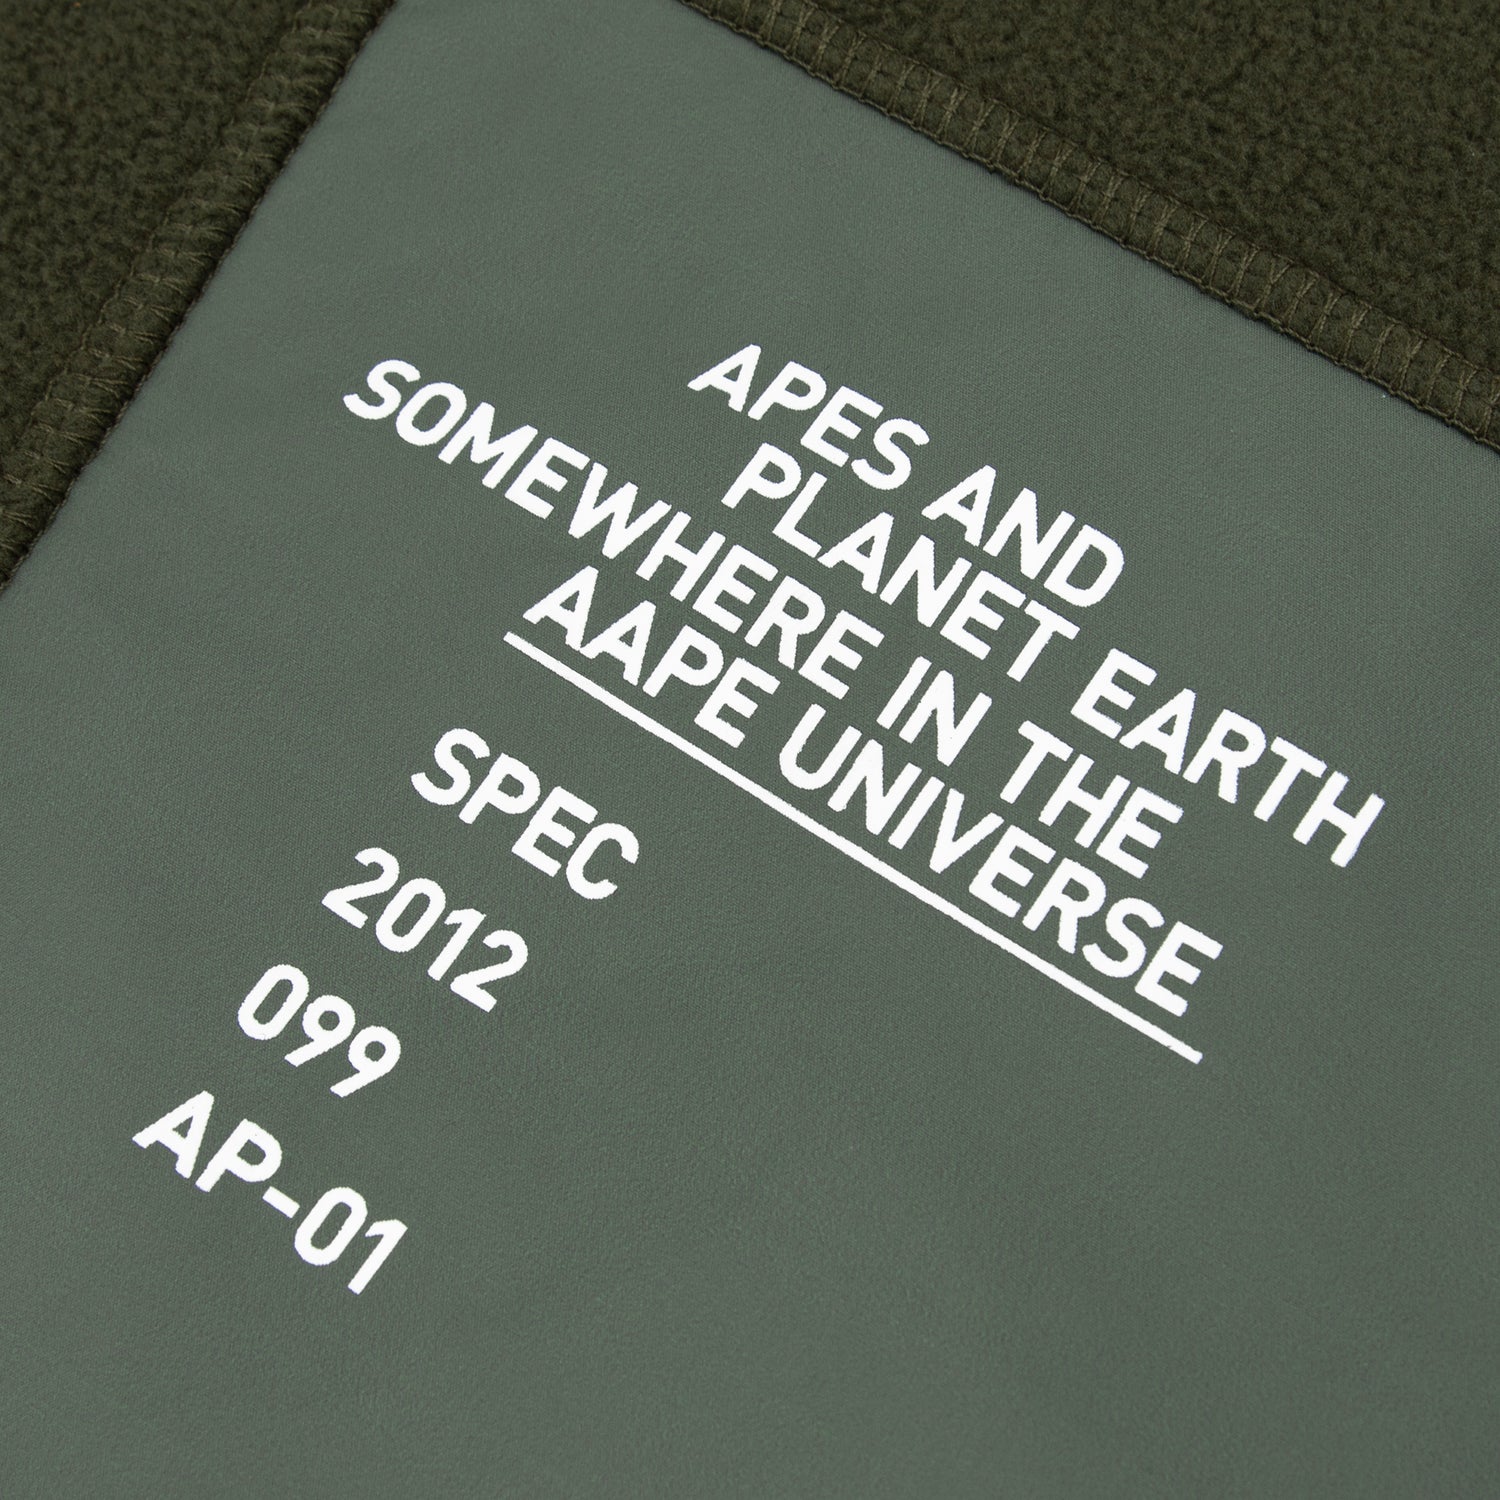 APES AND
PLANET EARTH
SOMEWHERE IN THE
AAPE UNIVERSE
SPEC
2012
099
AP-01